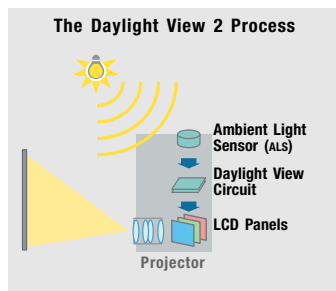 The Daylight View 2 Process
Ambient Light
Sensor (ALS)
Daylight View
Circuit
LCD Panels
Projector